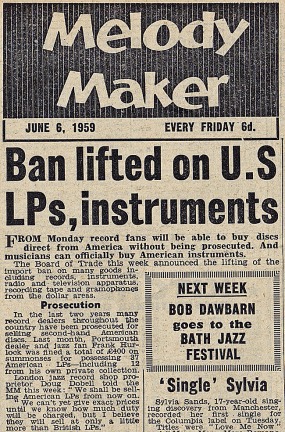 Melody
Maker
JUNE 6, 1959 EVERY FRIDAY 6d.
Ban lifted on U.S
LPs, instruments
FROM Monday record fans will be able to buy discs
direct from America without being prosecuted. And
musicians can officially buy American instruments.
The Board of Trade this week announced the lifting of the
import ban on many goods in-
cluding records, instruments,
radio and television apparatus,
recording tape and gramophones
from the dollar areas.
Prosecution
In the last two years many
record dealers throughout the
country have been prosecuted for
selling second-hand American
discs. Last month, Portsmouth
dealer and jazz fan Frank Hur-
lock was fined a total of £400 on
summonses for possessing 37
American LPs—including 12
from his own private collection.
London jazz record shop pro-
prietor Doug Dobell told the
MM this week: "We shall be sell-
ing American LPs from now on.
"We can't yet give exact prices
until we know how much duty
will be charged, but I believe
they will sell at only a little
more than British LPs."
NEXT WEEK
BOB DAWBARN
goes to the
BATH JAZZ
FESTIVAL
'Single' Sylvia
Sylvia Sands, 17-year-old sing-
ing discovery from Manchester,
recorded her first single for
the Columbia label on Tuesday.
Titles were "Love Me Now"